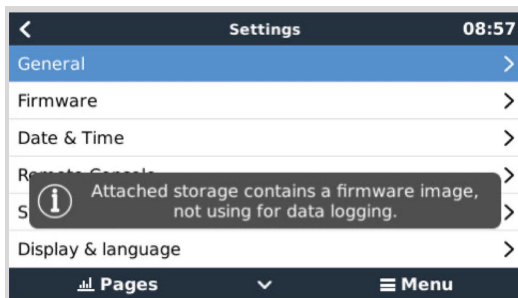 Settings
08:57
General
Firmware
Date & Time
Attached storage contains a firmware image,
not using for data logging.
Display & language
Pages
Menu